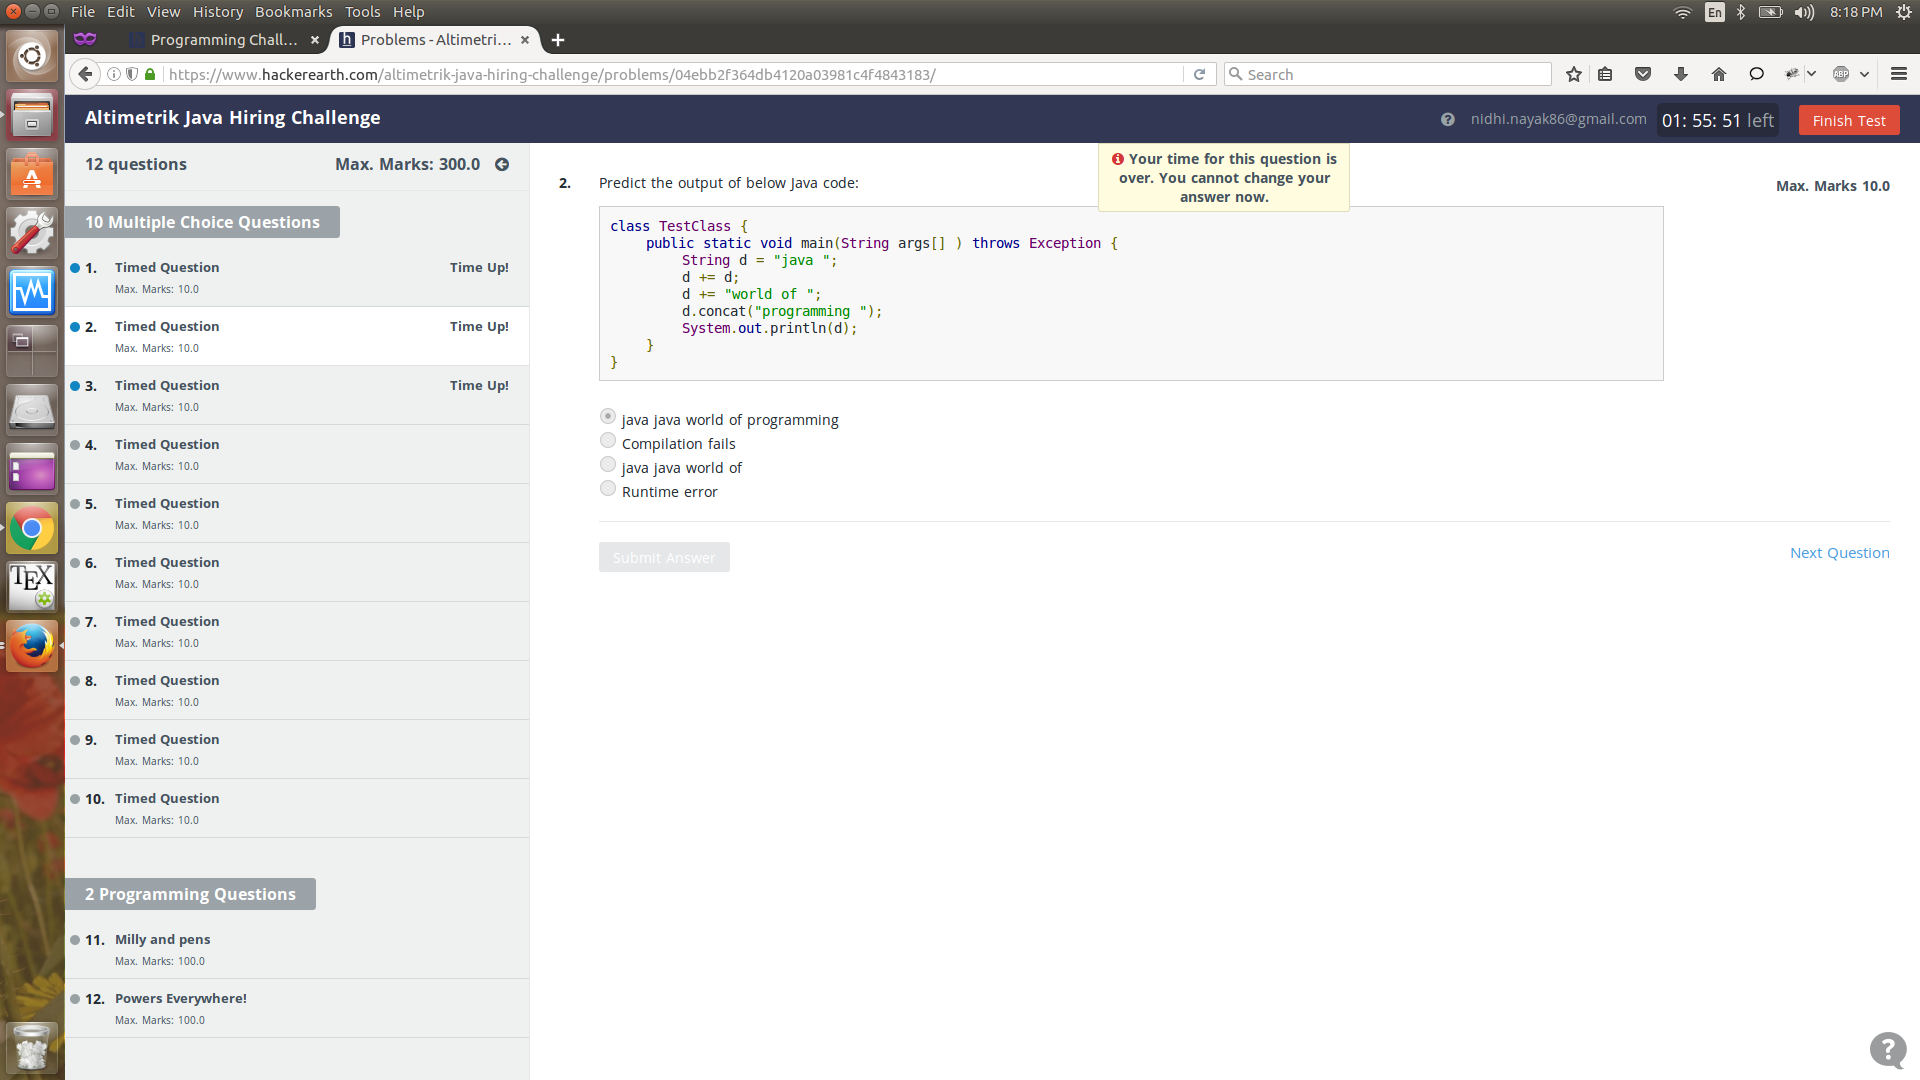 File Edit View History Bookmarks Tools Help
En
8:18 PM
Programming Chall... ×
h Problems - Altimetri... × +
https://www.hackerearth.com/altimetrik-java-hiring-challenge/problems/04ebb2f364db4120a03981c4f4843183/
Search
ABP
Altimetrik Java Hiring Challenge
nidhi.nayak86@gmail.com
01: 55: 51 left
Finish Test
12 questions
Max. Marks: 300.0
10 Multiple Choice Questions
1. Timed Question Time Up!
Max. Marks: 10.0
2. Timed Question Time Up!
Max. Marks: 10.0
3. Timed Question Time Up!
Max. Marks: 10.0
4. Timed Question
Max. Marks: 10.0
5. Timed Question
Max. Marks: 10.0
6. Timed Question
Max. Marks: 10.0
7. Timed Question
Max. Marks: 10.0
8. Timed Question
Max. Marks: 10.0
9. Timed Question
Max. Marks: 10.0
10. Timed Question
Max. Marks: 10.0
2 Programming Questions
11. Milly and pens
Max. Marks: 100.0
12. Powers Everywhere!
Max. Marks: 100.0
Your time for this question is
over. You cannot change your
answer now.
2. Predict the output of below Java code:
Max. Marks 10.0
class TestClass {
public static void main(String args[] ) throws Exception {
String d = "java ";
d += d;
d += "world of ";
d.concat("programming ");
System.out.println(d);
}
}
java java world of programming
Compilation fails
java java world of
Runtime error
Submit Answer
Next Question
?
TEX